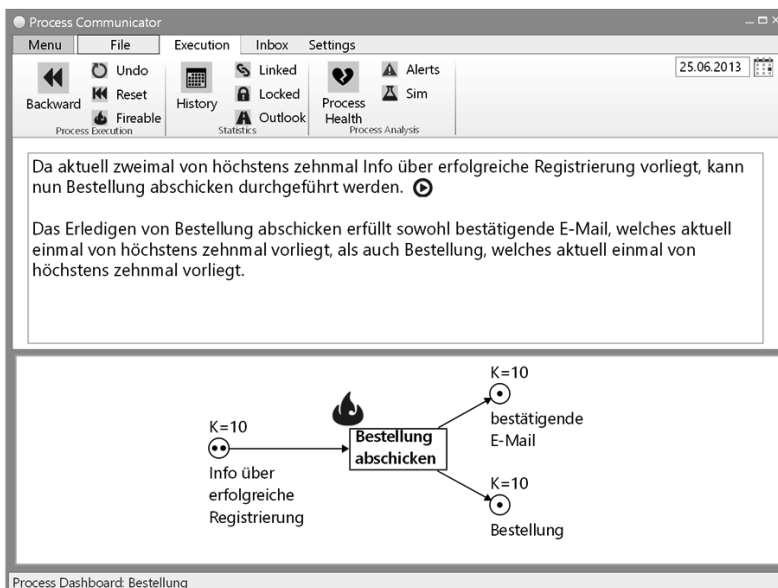 Process Communicator
Menu File Execution Inbox Settings
Backward
Undo
Reset
Fireable
Process Execution
History
Linked
Locked
Outlook
Statistics
Process
Health
Alerts
Sim
Process Analysis
25.06.2013
Da aktuell zweimal von höchstens zehnmal Info über erfolgreiche Registrierung vorliegt, kann
nun Bestellung abschicken durchgeführt werden.
Das Erledigen von Bestellung abschicken erfüllt sowohl bestätigende E-Mail, welches aktuell
einmal von höchstens zehnmal vorliegt, als auch Bestellung, welches aktuell einmal von
höchstens zehnmal vorliegt.
K=10
Info über
erfolgreiche
Registrierung
Bestellung
abschicken
K=10
bestätigende
E-Mail
K=10
Bestellung
Process Dashboard: Bestellung